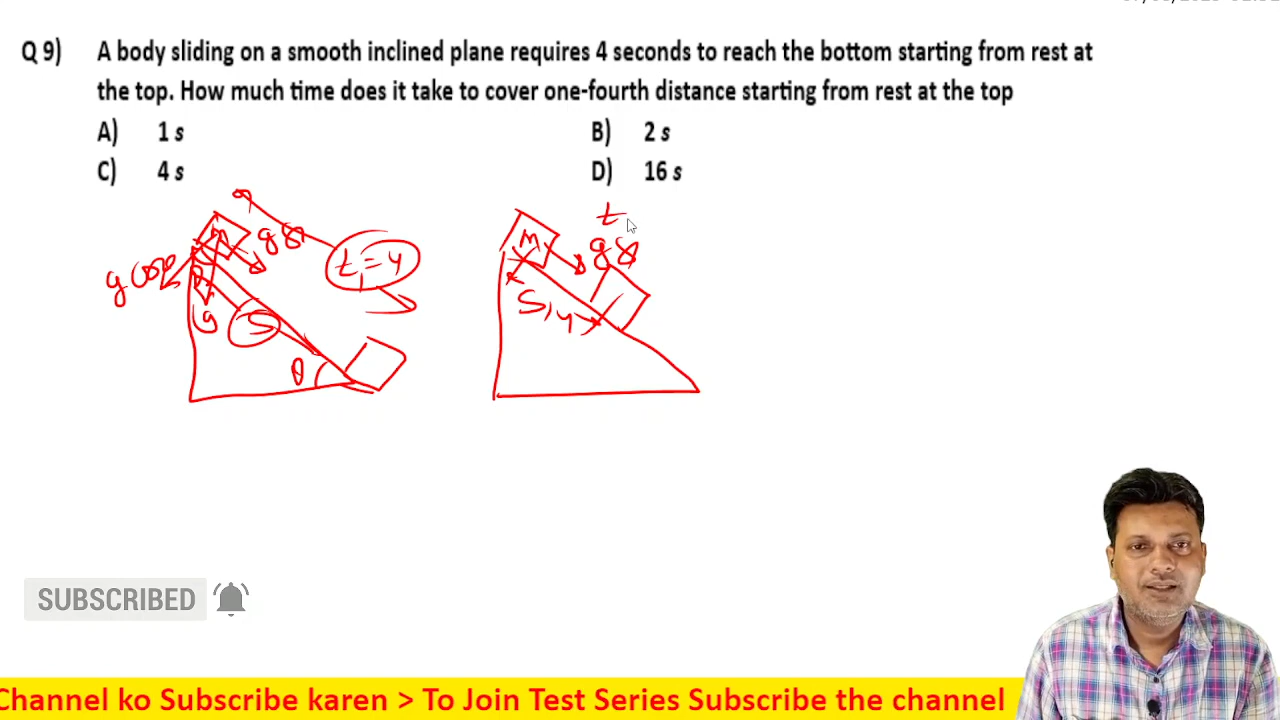 Q 9) A body sliding on a smooth inclined plane requires 4 seconds to reach the bottom starting from rest at
the top. How much time does it take to cover one-fourth distance starting from rest at the top
A) 1 s B) 2 s
C) 4 s D) 16 s
t
g cosθ
t₁ = 4
M
S
S/4
g
θ
SUBSCRIBED
Channel ko Subscribe karen > To Join Test Series Subscribe the channel